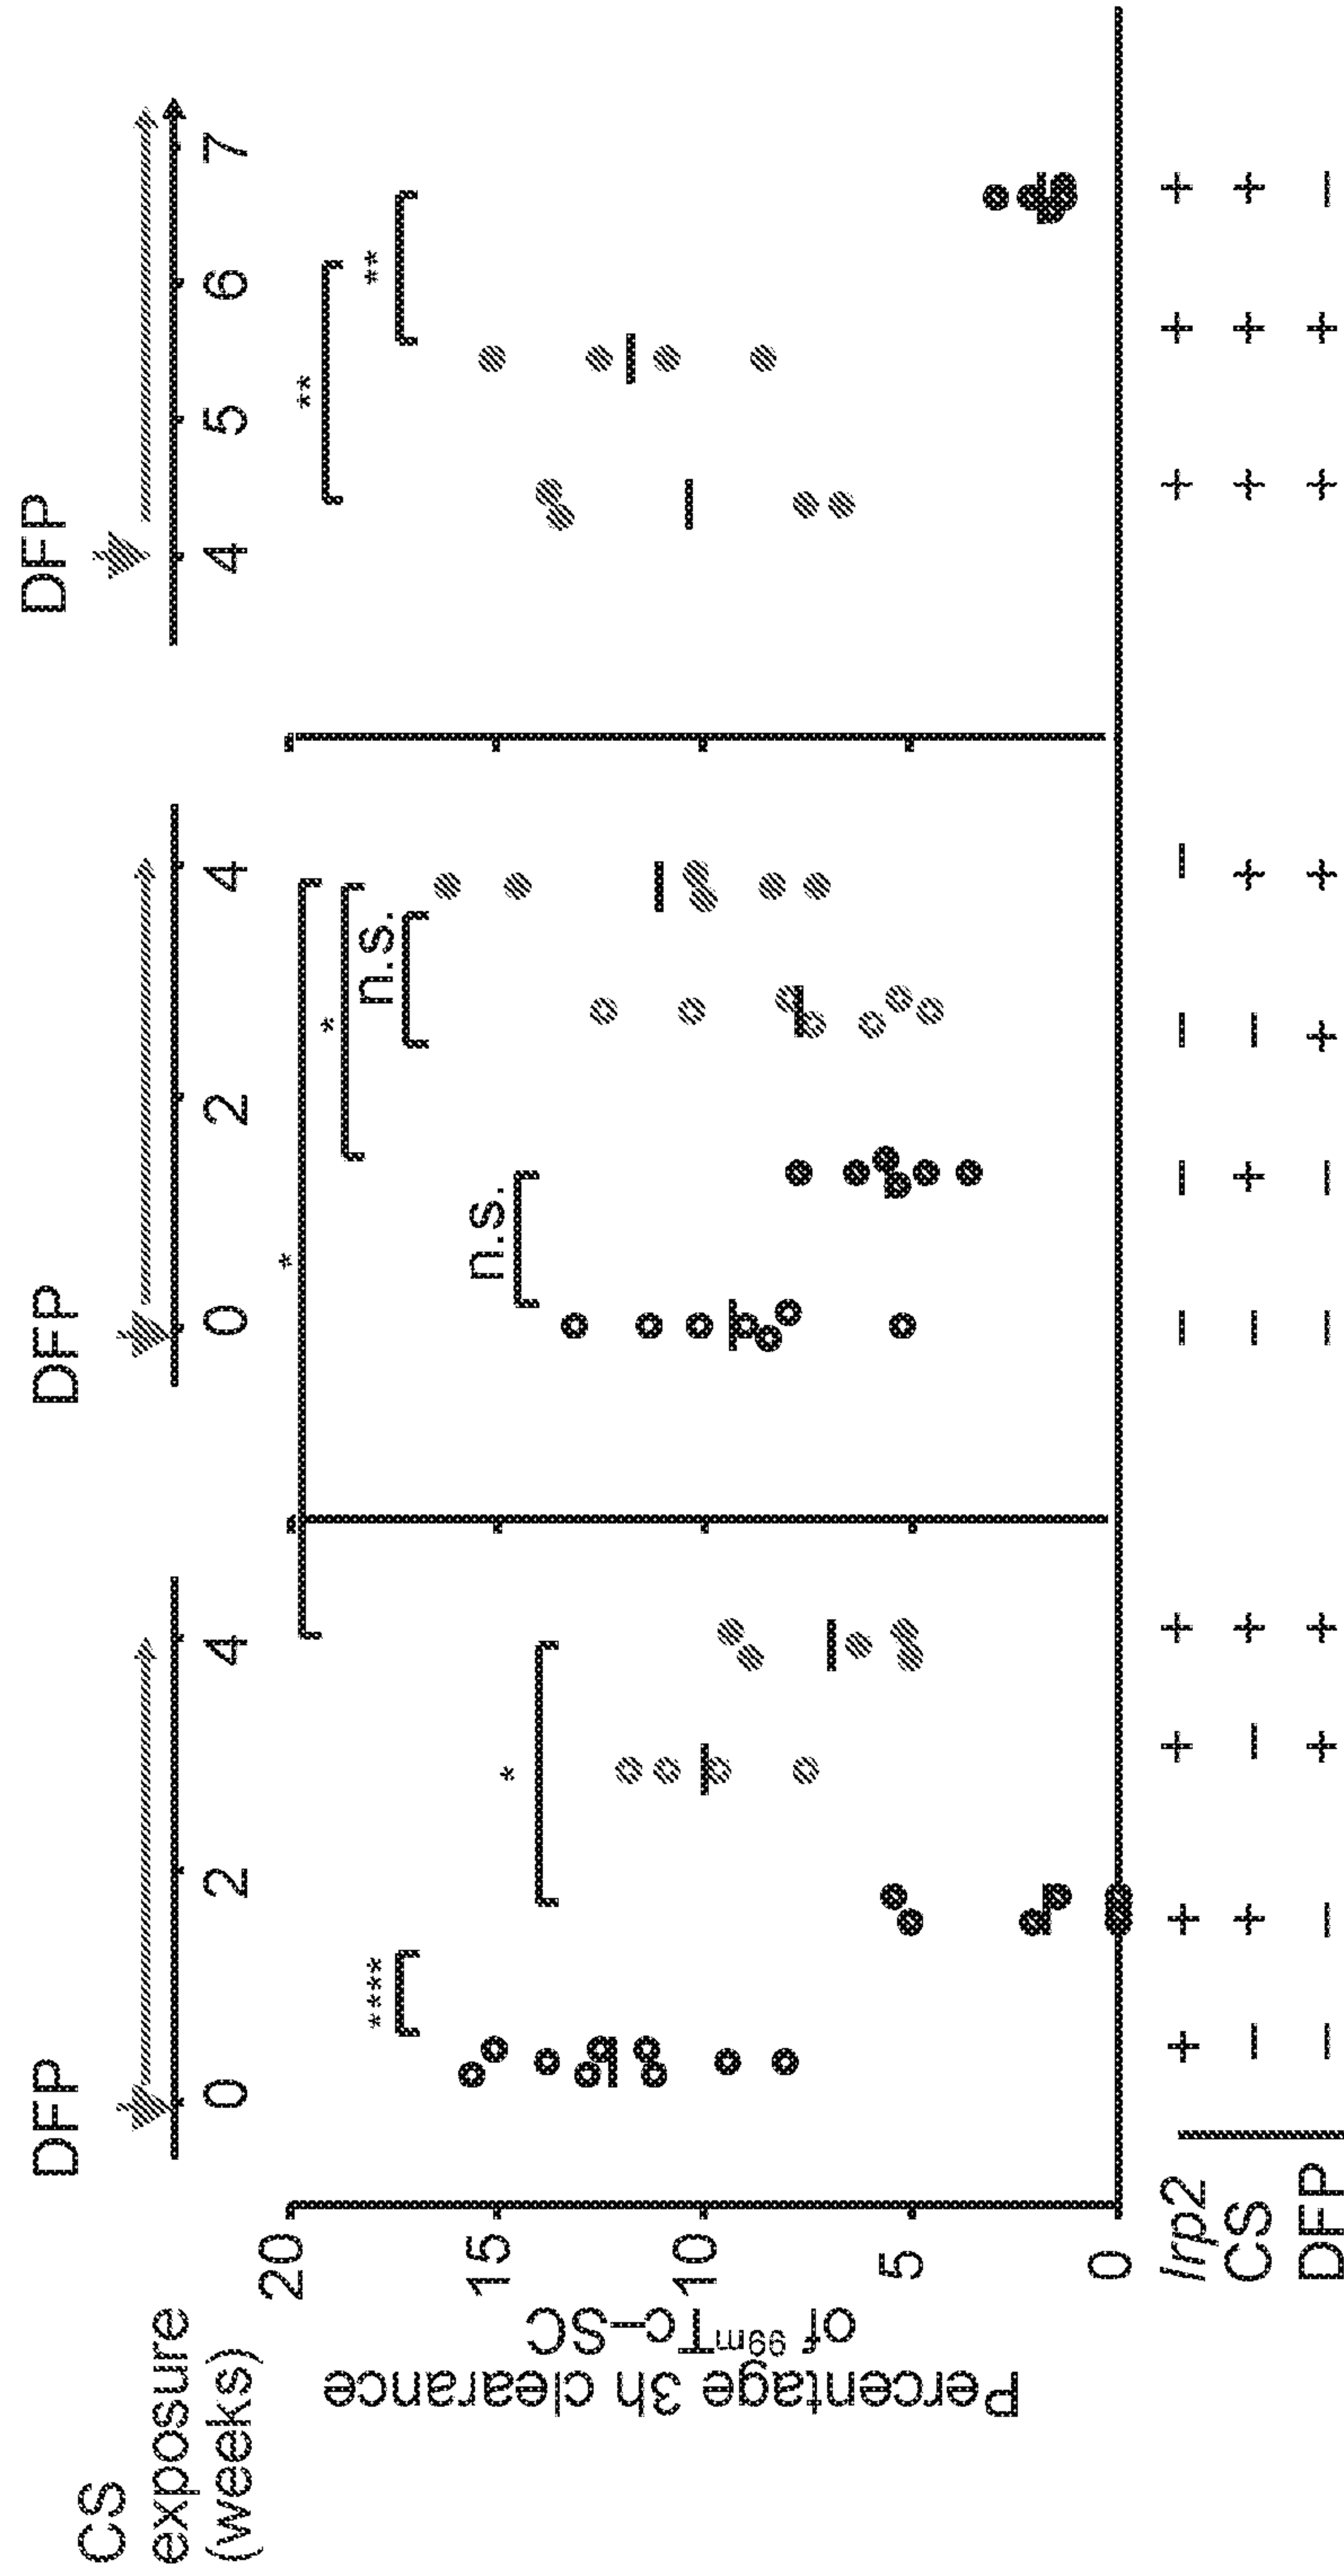 CS
exposure
(weeks)
DFP
0 2 4
DFP
0 2 4
DFP
4 5 6 7
Percentage 3h clearance
of ⁹⁹ᵐTc–SC
20
15
10
5
0
****
*
*
*
n.s.
n.s.
**
**
Irp2 + + + + − − − − + + +
CS − + − + − + − + + + +
DFP − − + + − − + + + + −